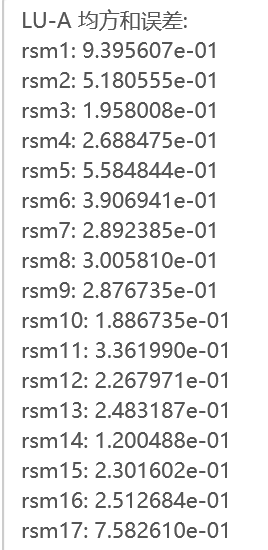 LU-A 均方和误差:
rsm1: 9.395607e-01
rsm2: 5.180555e-01
rsm3: 1.958008e-01
rsm4: 2.688475e-01
rsm5: 5.584844e-01
rsm6: 3.906941e-01
rsm7: 2.892385e-01
rsm8: 3.005810e-01
rsm9: 2.876735e-01
rsm10: 1.886735e-01
rsm11: 3.361990e-01
rsm12: 2.267971e-01
rsm13: 2.483187e-01
rsm14: 1.200488e-01
rsm15: 2.301602e-01
rsm16: 2.512684e-01
rsm17: 7.582610e-01